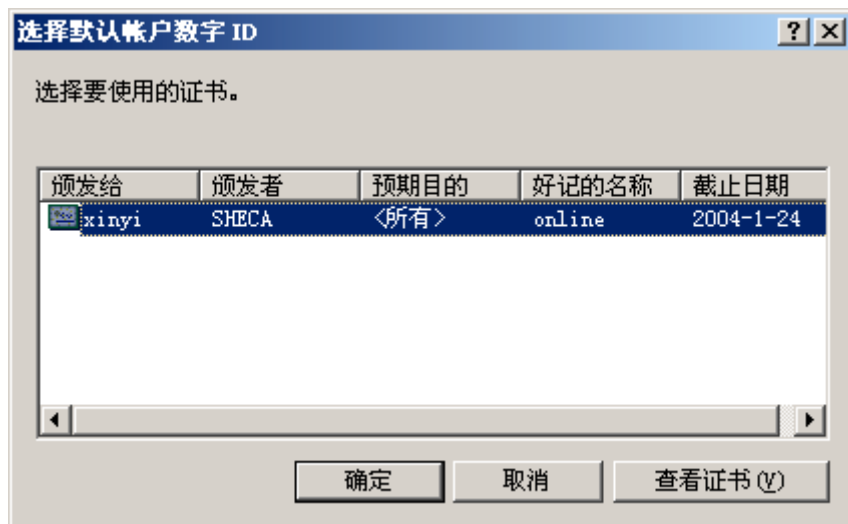 选择默认帐户数字 ID
选择要使用的证书。
颁发给 颁发者 预期目的 好记的名称 截止日期
xinyi SHECA <所有> online 2004-1-24
确定 取消 查看证书(V)